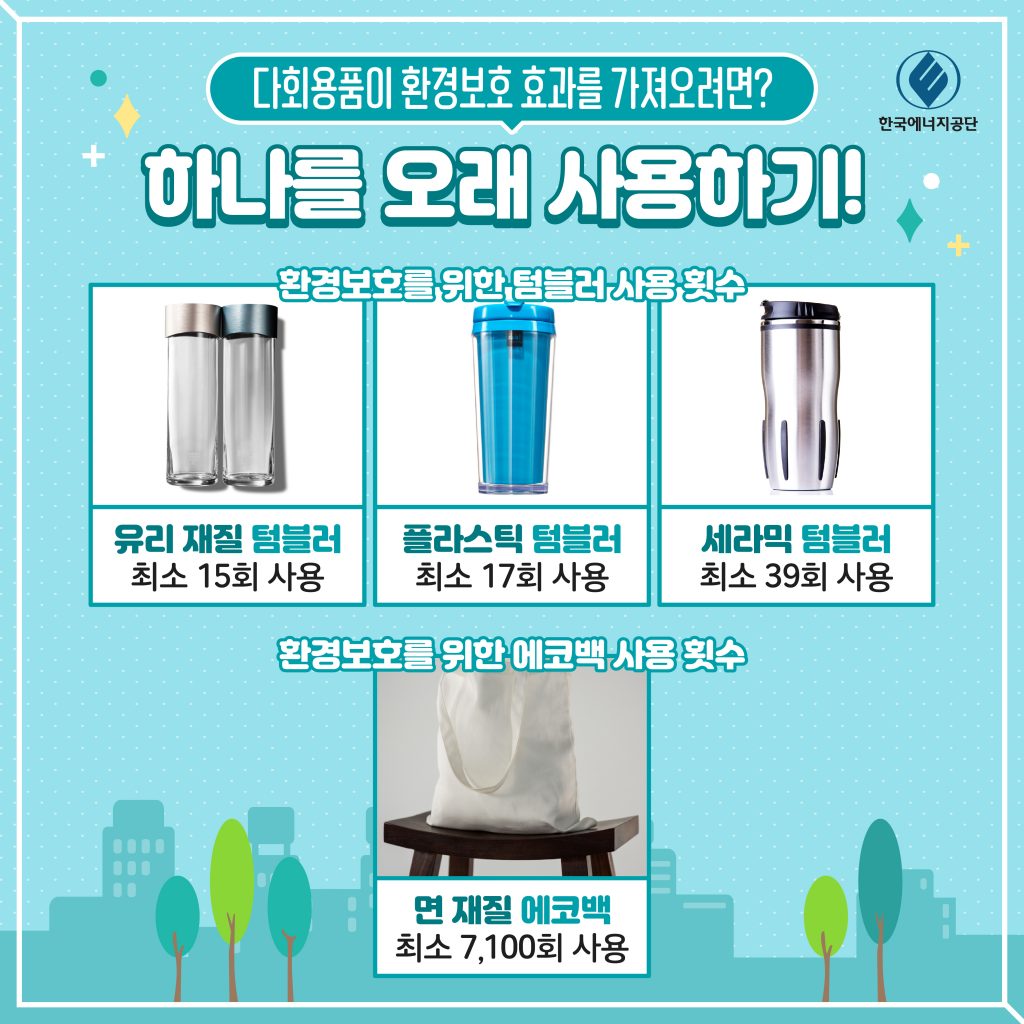 다회용품이 환경보호 효과를 가져오려면?
한국에너지공단
하나를 오래 사용하기!
환경보호를 위한 텀블러 사용 횟수
유리 재질 텀블러
최소 15회 사용
플라스틱 텀블러
최소 17회 사용
세라믹 텀블러
최소 39회 사용
환경보호를 위한 에코백 사용 횟수
면 재질 에코백
최소 7,100회 사용